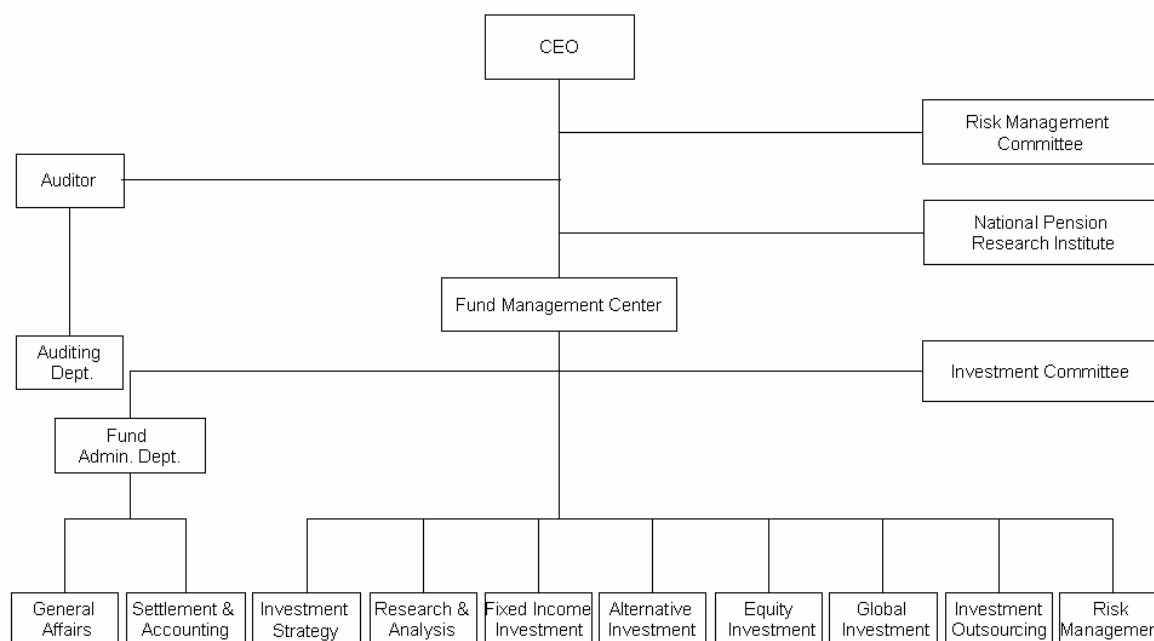 CEO
Risk Management
Committee
Auditor
National Pension
Research Institute
Fund Management Center
Auditing
Dept.
Investment Committee
Fund
Admin. Dept.
General
Affairs
Settlement &
Accounting
Investment
Strategy
Research &
Analysis
Fixed Income
Investment
Alternative
Investment
Equity
Investment
Global
Investment
Investment
Outsourcing
Risk
Managemen